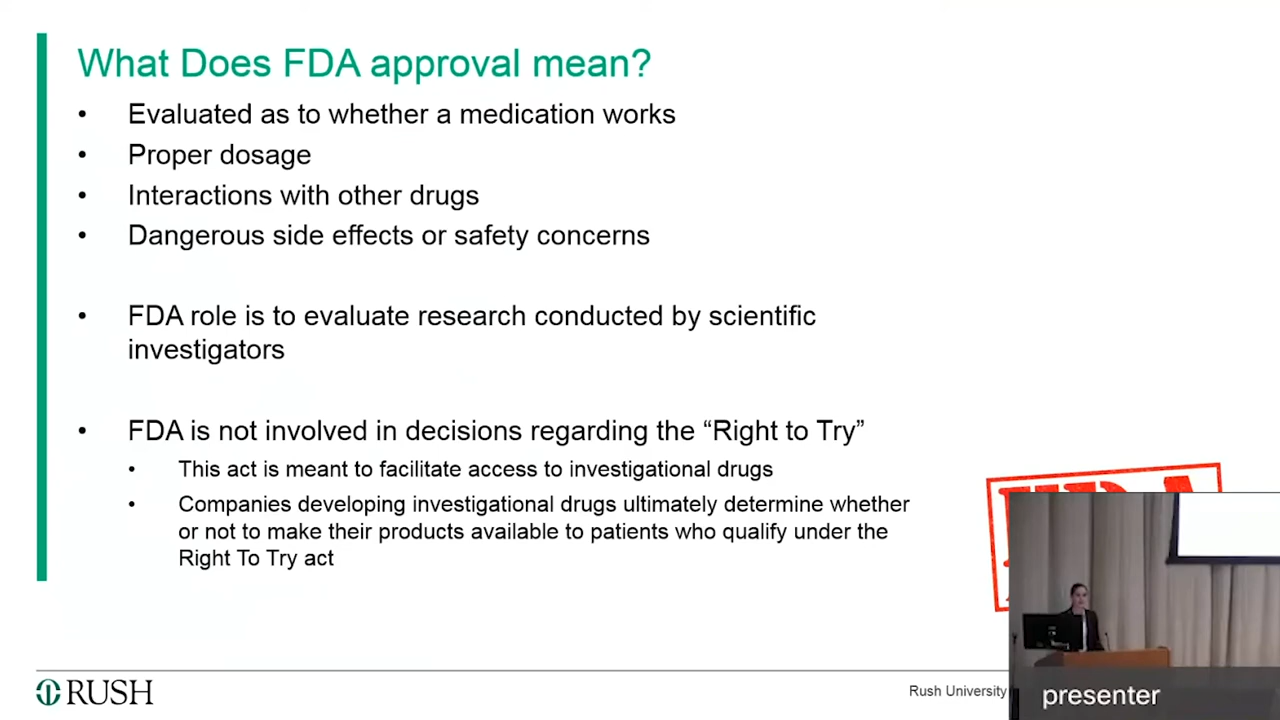 What Does FDA approval mean?
• Evaluated as to whether a medication works
• Proper dosage
• Interactions with other drugs
• Dangerous side effects or safety concerns
• FDA role is to evaluate research conducted by scientific
investigators
• FDA is not involved in decisions regarding the “Right to Try”
• This act is meant to facilitate access to investigational drugs
• Companies developing investigational drugs ultimately determine whether
or not to make their products available to patients who qualify under the
Right To Try act
RUSH
Rush University
presenter